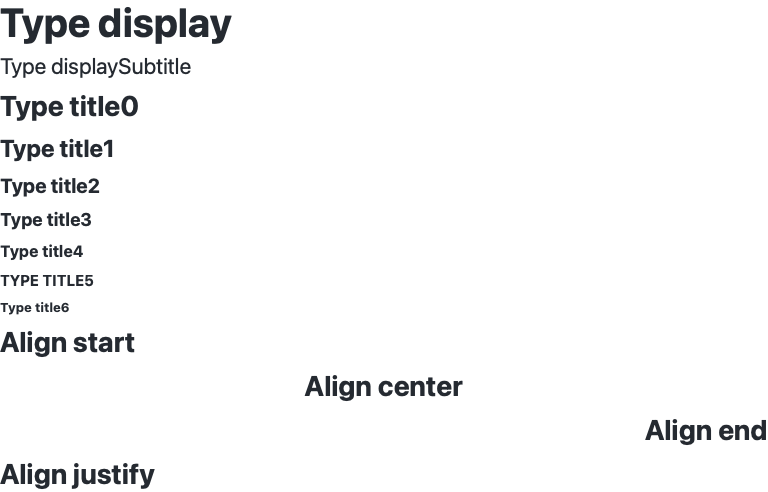 Type display
Type displaySubtitle
Type title0
Type title1
Type title2
Type title3
Type title4
TYPE TITLE5
Type title6
Align start
Align center
Align end
Align justify